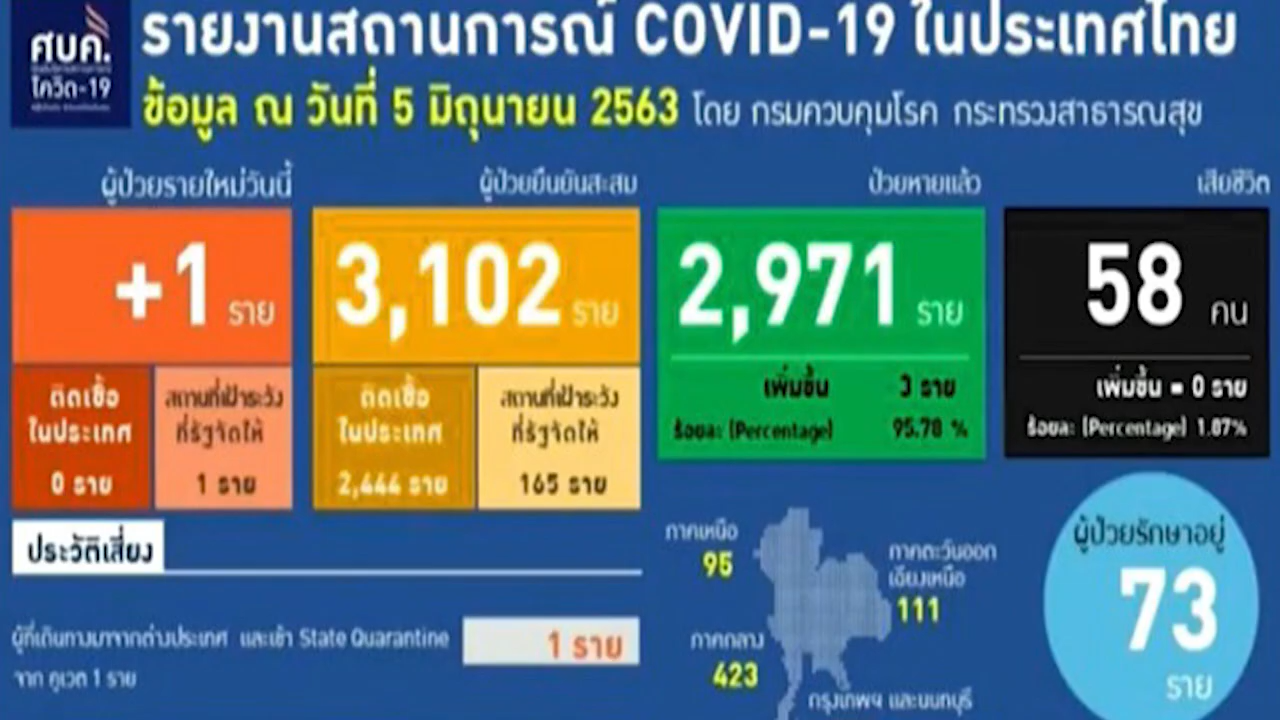 ศบค.
โควิด-19
รายงานสถานการณ์ COVID-19 ในประเทศไทย
ข้อมูล ณ วันที่ 5 มิถุนายน 2563 โดย กรมควบคุมโรค กระทรวงสาธารณสุข
ผู้ป่วยรายใหม่วันนี้
+1 ราย
ติดเชื้อ
ในประเทศ
0 ราย
สถานที่เฝ้าระวัง
ที่รัฐจัดให้
1 ราย
ผู้ป่วยยืนยันสะสม
3,102 ราย
ติดเชื้อ
ในประเทศ
2,444 ราย
สถานที่เฝ้าระวัง
ที่รัฐจัดให้
165 ราย
ป่วยหายแล้ว
2,971 ราย
เพิ่มขึ้น 3 ราย
ร้อยละ (Percentage) 95.78 %
เสียชีวิต
58 คน
เพิ่มขึ้น = 0 ราย
ร้อยละ (Percentage) 1.87%
ประวัติเสี่ยง
ผู้ที่เดินทางมาจากต่างประเทศ และเข้า State Quarantine
1 ราย
จาก คูเวต 1 ราย
ภาคเหนือ
95
ภาคตะวันออก
เฉียงเหนือ
111
ภาคกลาง
423
กรุงเทพฯ และนนทบุรี
ผู้ป่วยรักษาอยู่
73
ราย